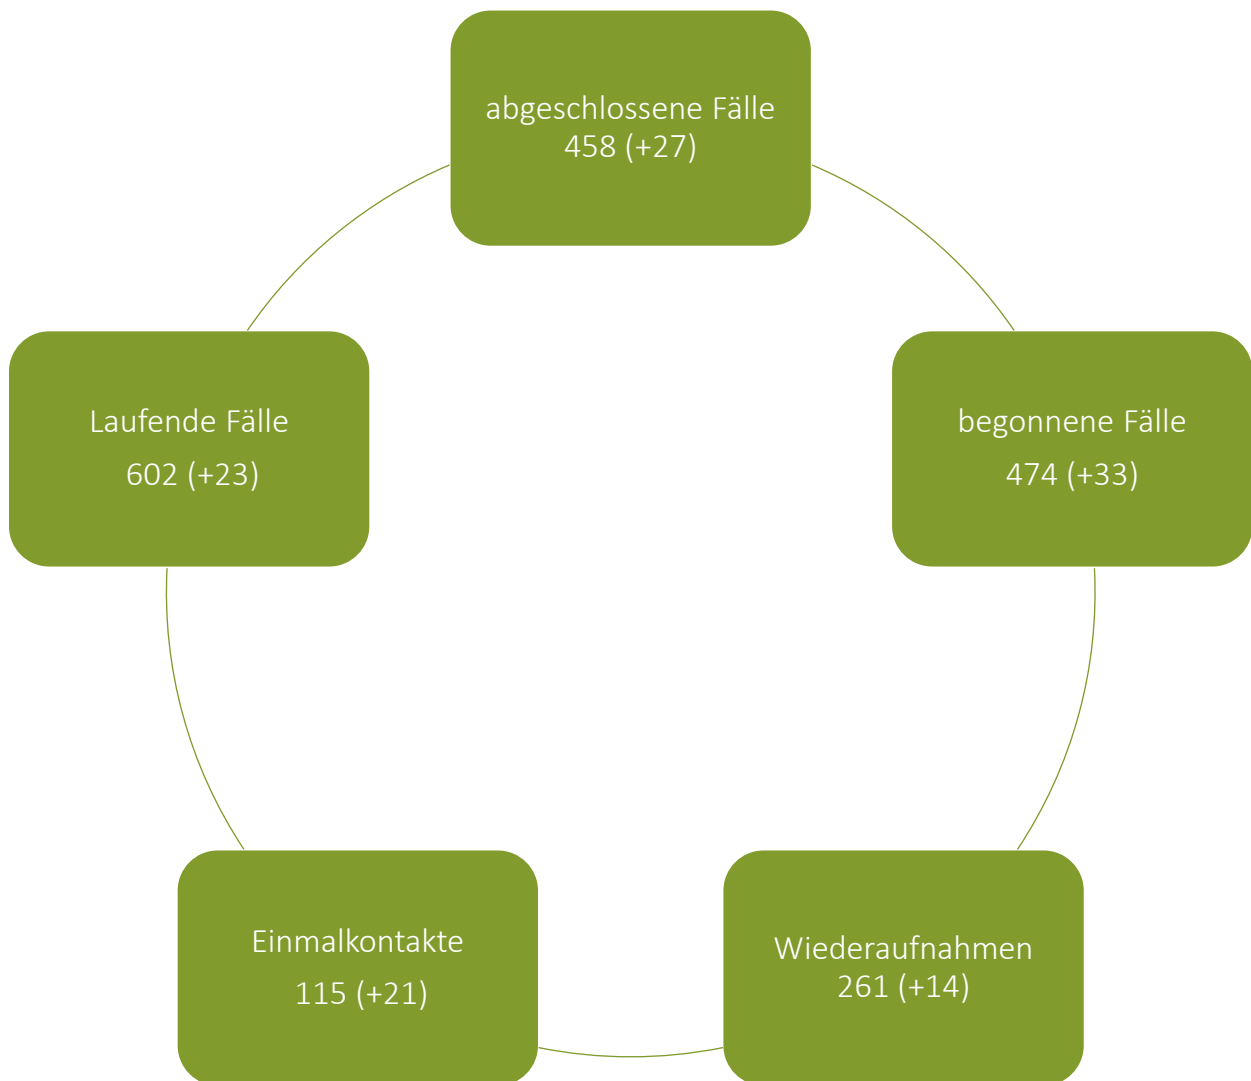 abgeschlossene Fälle
458 (+27)
begonnene Fälle
474 (+33)
Wiederaufnahmen
261 (+14)
Einmalkontakte
115 (+21)
Laufende Fälle
602 (+23)